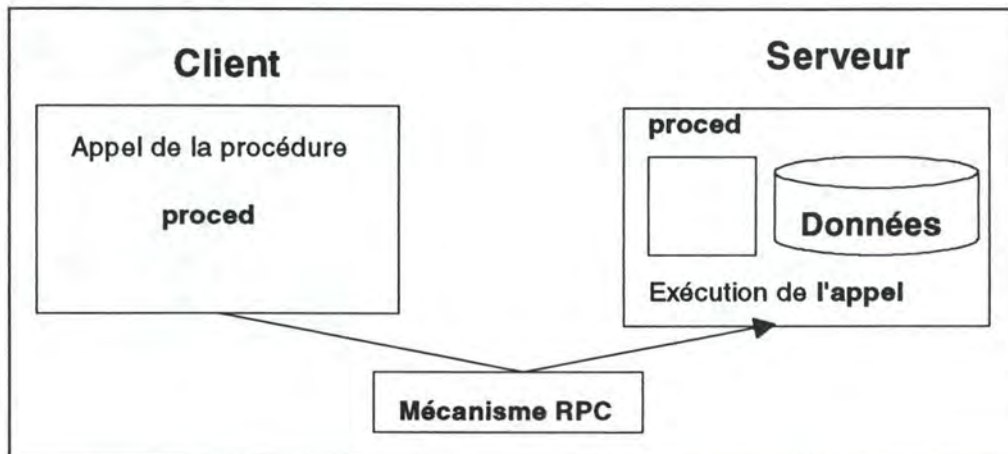 Client
Appel de la procédure
proced
Serveur
proced
Données
Exécution de l'appel
Mécanisme RPC